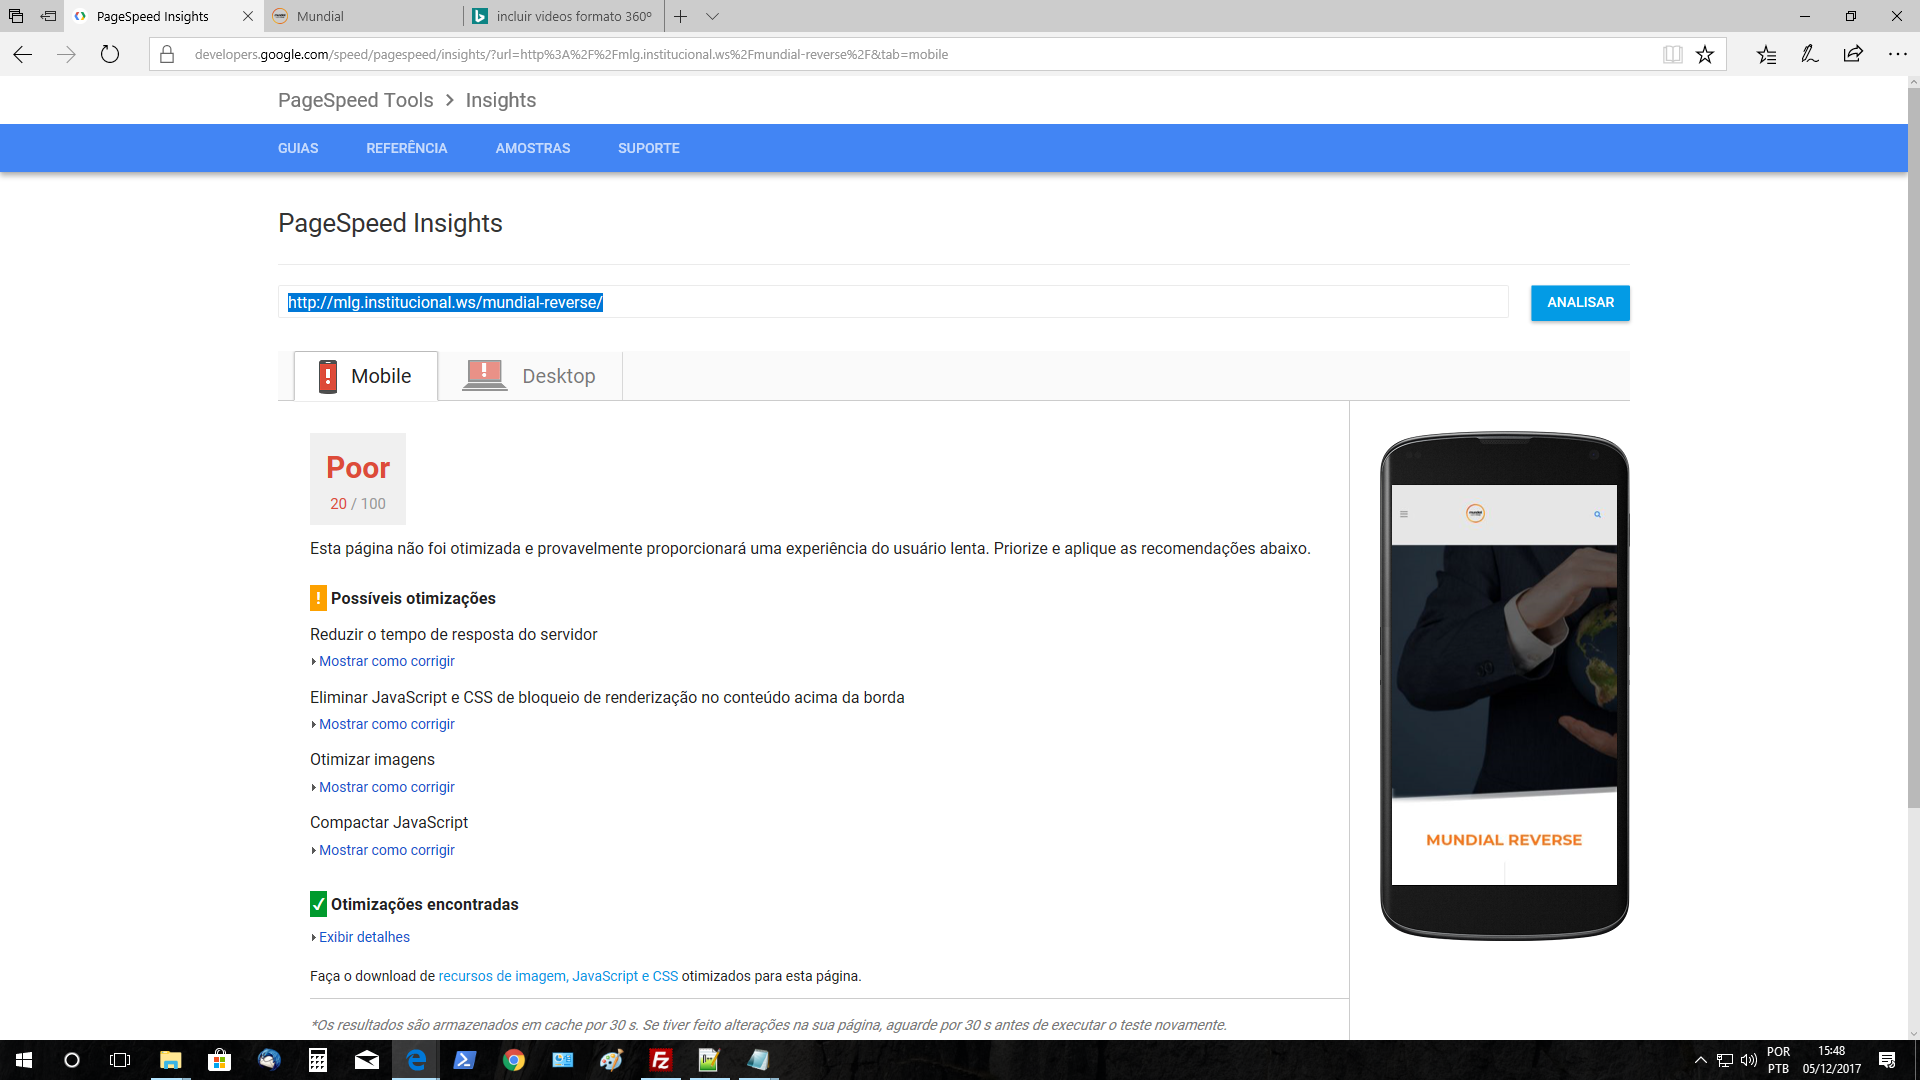 PageSpeed Insights
Mundial
incluir videos formato 360º
developers.google.com/speed/pagespeed/insights/?url=http%3A%2F%2Fmlg.institucional.ws%2Fmundial-reverse%2F&tab=mobile
PageSpeed Tools > Insights
GUIAS REFERÊNCIA AMOSTRAS SUPORTE
PageSpeed Insights
http://mlg.institucional.ws/mundial-reverse/
ANALISAR
Mobile
Desktop
Poor
20 / 100
Esta página não foi otimizada e provavelmente proporcionará uma experiência do usuário lenta. Priorize e aplique as recomendações abaixo.
! Possíveis otimizações
Reduzir o tempo de resposta do servidor
Mostrar como corrigir
Eliminar JavaScript e CSS de bloqueio de renderização no conteúdo acima da borda
Mostrar como corrigir
Otimizar imagens
Mostrar como corrigir
Compactar JavaScript
Mostrar como corrigir
Otimizações encontradas
Exibir detalhes
Faça o download de recursos de imagem, JavaScript e CSS otimizados para esta página.
*Os resultados são armazenados em cache por 30 s. Se tiver feito alterações na sua página, aguarde por 30 s antes de executar o teste novamente.
MUNDIAL REVERSE
POR
PTB
15:48
05/12/2017